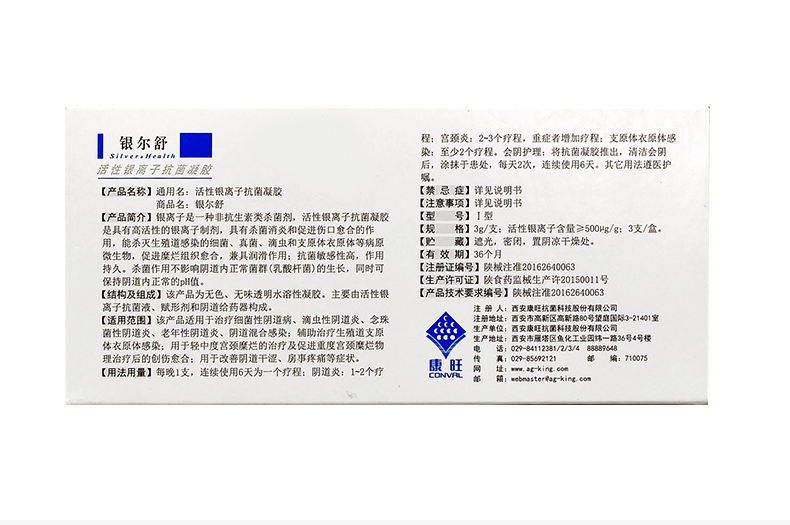 银尔舒
Silver&Health
活性银离子抗菌凝胶
【产品名称】通用名：活性银离子抗菌凝胶
商品名：银尔舒
【产品简介】银离子是一种非抗生素类杀菌剂，活性银离子抗菌凝胶
是具有高活性的银离子制剂，具有杀菌消炎和促进伤口愈合的作
用，能杀灭生殖道感染的细菌、真菌、滴虫和支原体衣原体等病原
微生物，促进糜烂组织愈合，兼具润滑作用；抗菌敏感性高，作用
持久。杀菌作用不影响阴道内正常菌群(乳酸杆菌)的生长，同时可
保持阴道内正常的pH值。
【结构及组成】该产品为无色、无味透明水溶性凝胶。主要由活性银
离子抗菌液、赋形剂和阴道给药器构成。
【适用范围】该产品适用于治疗细菌性阴道病、滴虫性阴道炎、念珠
菌性阴道炎、老年性阴道炎、阴道混合感染；辅助治疗生殖道支原
体衣原体感染；用于轻中度宫颈糜烂的治疗及促进重度宫颈糜烂物
理治疗后的创伤愈合；用于改善阴道干涩、房事疼痛等症状。
【用法用量】每晚1支，连续使用6天为一个疗程；阴道炎：1~2个疗
程；宫颈炎：2~3个疗程，重症者增加疗程；支原体衣原体感
染：至少2个疗程。会阴护理：将抗菌凝胶推出，清洁会阴
后，涂抹于患处，每天2次，连续使用6天。其它用法遵医护
嘱。
【禁 忌 症】详见说明书
【注意事项】详见说明书
【型 号】Ⅰ型
【规 格】3g/支；活性银离子含量≥500μg/g；3支/盒。
【贮 藏】遮光，密闭，置阴凉干燥处。
【有 效 期】36个月
【注册证编号】陕械注准20162640063
【生产许可证】陕食药监械生产许20150011号
【产品技术要求编号】陕械注准20162640063
康旺
CONVAL
注 册 人：西安康旺抗菌科技股份有限公司
注册地址：西安市高新区高新路80号望庭国际3-21401室
生产单位：西安康旺抗菌科技股份有限公司
生产地址：西安市雁塔区鱼化工业园纬一路36号4号楼
电 话：029-84112381/2/3/4 88889648
传 真：029-85692121 邮 编：710075
网 址：www.ag-king.com
邮 箱：webmaster@ag-king.com